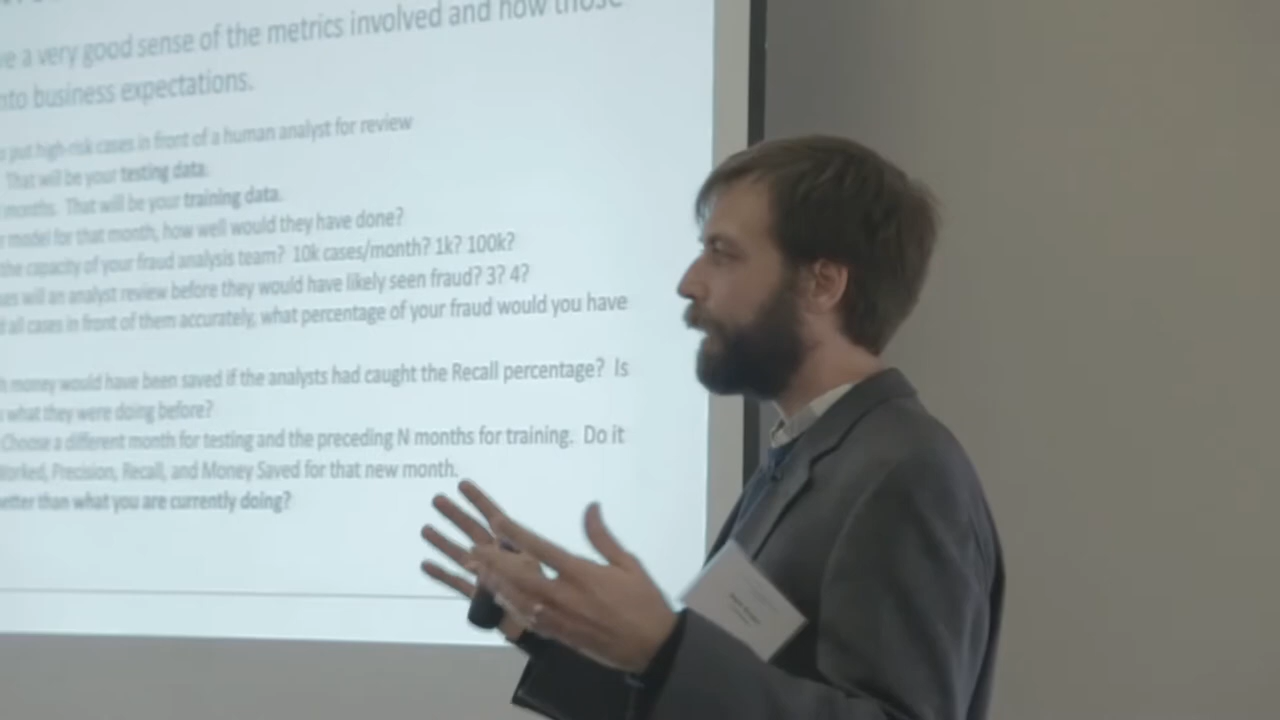 a very good sense of the metrics involved and how those
into business expectations.
put high-risk cases in front of a human analyst for review
That will be your testing data.
months. That will be your training data.
model for that month, how well would they have done?
the capacity of your fraud analysis team? 10k cases/month? 1k? 100k?
will an analyst review before they would have likely seen fraud? 3? 4?
all cases in front of them accurately, what percentage of your fraud would you have
money would have been saved if the analysts had caught the Recall percentage? Is
what they were doing before?
Choose a different month for testing and the preceding N months for training. Do it
Worked, Precision, Recall, and Money Saved for that new month.
better than what you are currently doing?